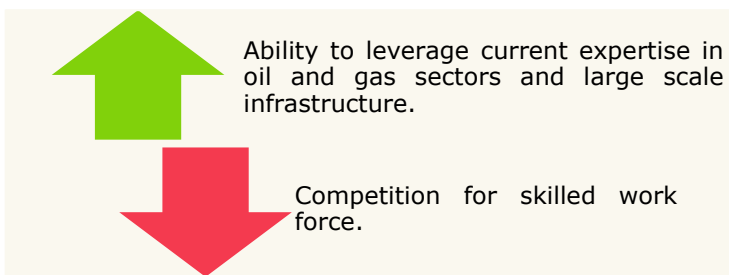 Ability to leverage current expertise in
oil and gas sectors and large scale
infrastructure.
Competition for skilled work
force.